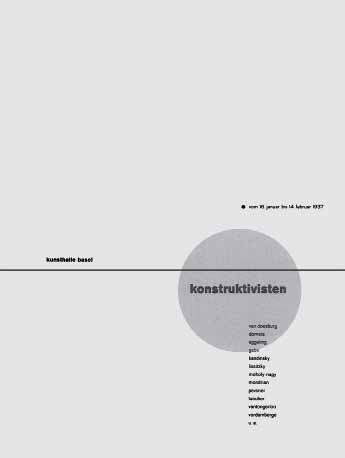 vom 16 januar bis 14 februar 1937
kunsthalle basel
konstruktivisten
van doesburg
domela
eggeling
gabo
kandinsky
lissitzky
moholy-nagy
mondrian
pevsner
taeuber
vantongerloo
vordemberge
u. a.